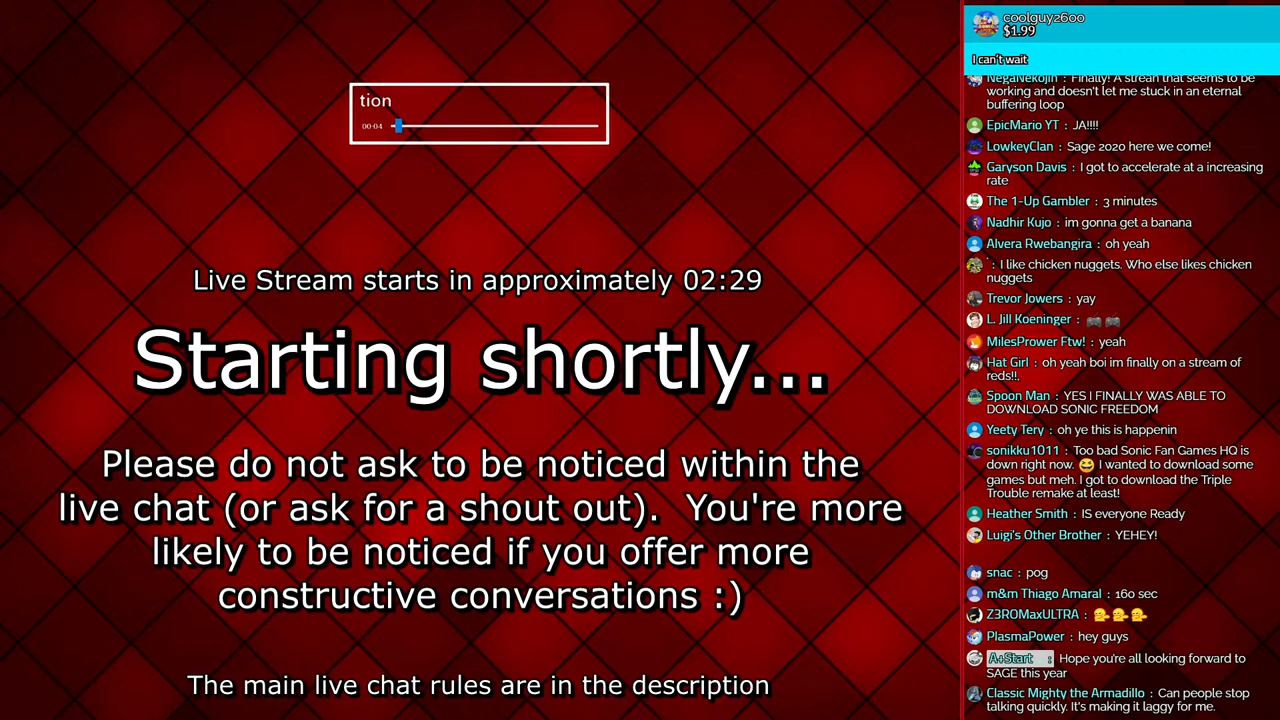 tion
00:04
Live Stream starts in approximately 02:29
Starting shortly...
Please do not ask to be noticed within the
live chat (or ask for a shout out).  You're more
likely to be noticed if you offer more
constructive conversations :)
The main live chat rules are in the description
coolguy2600
$1.99
I can't wait
NegaNekojin : Finally! A strean that seems to be
working and doesn't let me stuck in an eternal
buffering loop
EpicMario YT : JA!!!!
LowkeyClan : Sage 2020 here we come!
Garyson Davis : I got to accelerate at a increasing
rate
The 1-Up Gambler : 3 minutes
Nadhir Kujo : im gonna get a banana
Alvera Rwebangira : oh yeah
: I like chicken nuggets. Who else likes chicken
nuggets
Trevor Jowers : yay
L. Jill Koeninger : 🎮 🎮
MilesPrower Ftw! : yeah
Hat Girl : oh yeah boi im finally on a stream of
reds!!,
Spoon Man : YES I FINALLY WAS ABLE TO
DOWNLOAD SONIC FREEDOM
Yeety Tery : oh ye this is happenin
sonikku1011 : Too bad Sonic Fan Games HQ is
down right now. 😆 I wanted to download some
games but meh. I got to download the Triple
Trouble remake at least!
Heather Smith : IS everyone Ready
Luigi's Other Brother : YEHEY!
snac : pog
m&m Thiago Amaral : 160 sec
Z3ROMaxULTRA :
PlasmaPower : hey guys
A+Start : Hope you're all looking forward to
SAGE this year
Classic Mighty the Armadillo : Can people stop
talking quickly. It's making it laggy for me.